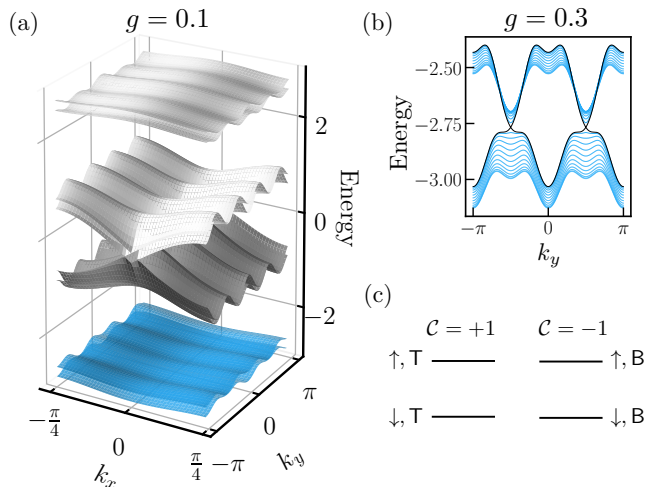 (a)
g = 0.1
2
0
−2
Energy
−π/4
0
π/4
k_x
−π
0
π
k_y
(b)
g = 0.3
−2.50
−2.75
−3.00
Energy
−π
0
π
k_y
(c)
C = +1
C = −1
↑, T
↑, B
↓, T
↓, B